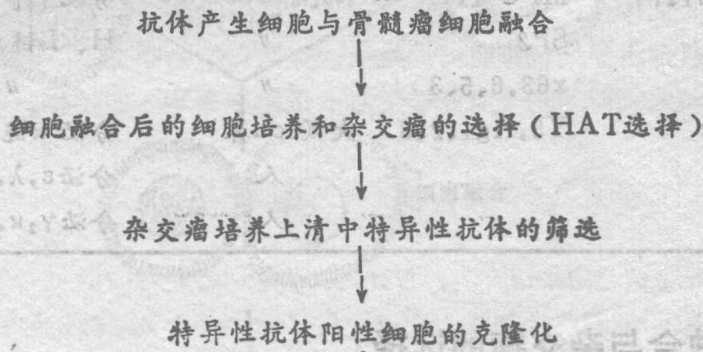 抗体产生细胞与骨髓瘤细胞融合
细胞融合后的细胞培养和杂交瘤的选择（HAT选择）
杂交瘤培养上清中特异性抗体的筛选
特异性抗体阳性细胞的克隆化